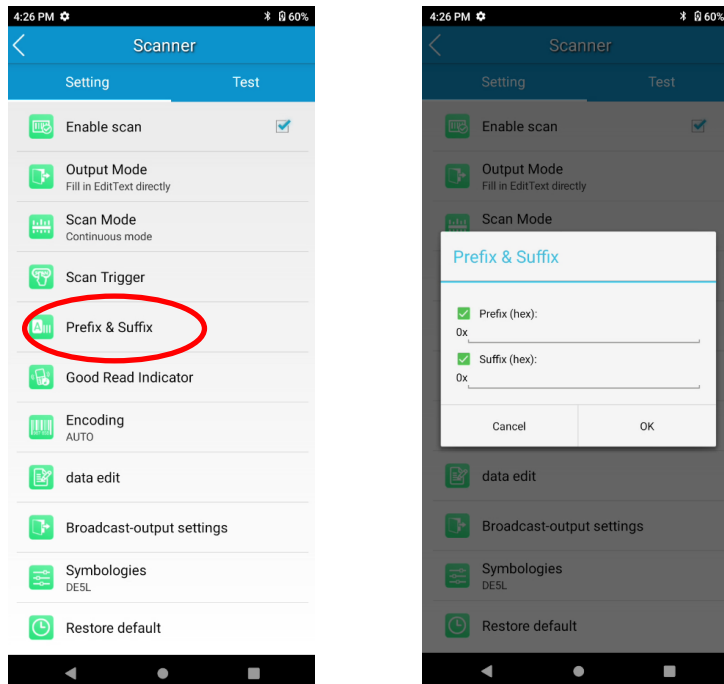 4:26 PM
60%
Scanner
Setting
Test
Enable scan
Output Mode
Fill in EditText directly
Scan Mode
Continuous mode
Scan Trigger
Prefix & Suffix
Good Read Indicator
Encoding
AUTO
data edit
Broadcast-output settings
Symbologies
DE5L
Restore default
4:26 PM
60%
Scanner
Setting
Test
Enable scan
Output Mode
Fill in EditText directly
Scan Mode
Prefix & Suffix
Prefix (hex):
0x
Suffix (hex):
0x
Cancel
OK
data edit
Broadcast-output settings
Symbologies
DE5L
Restore default